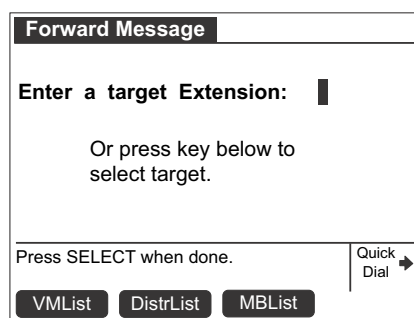 Forward Message
Enter a target Extension:
Or press key below to
select target.
Press SELECT when done.
Quick
Dial
VMList DistrList MBList